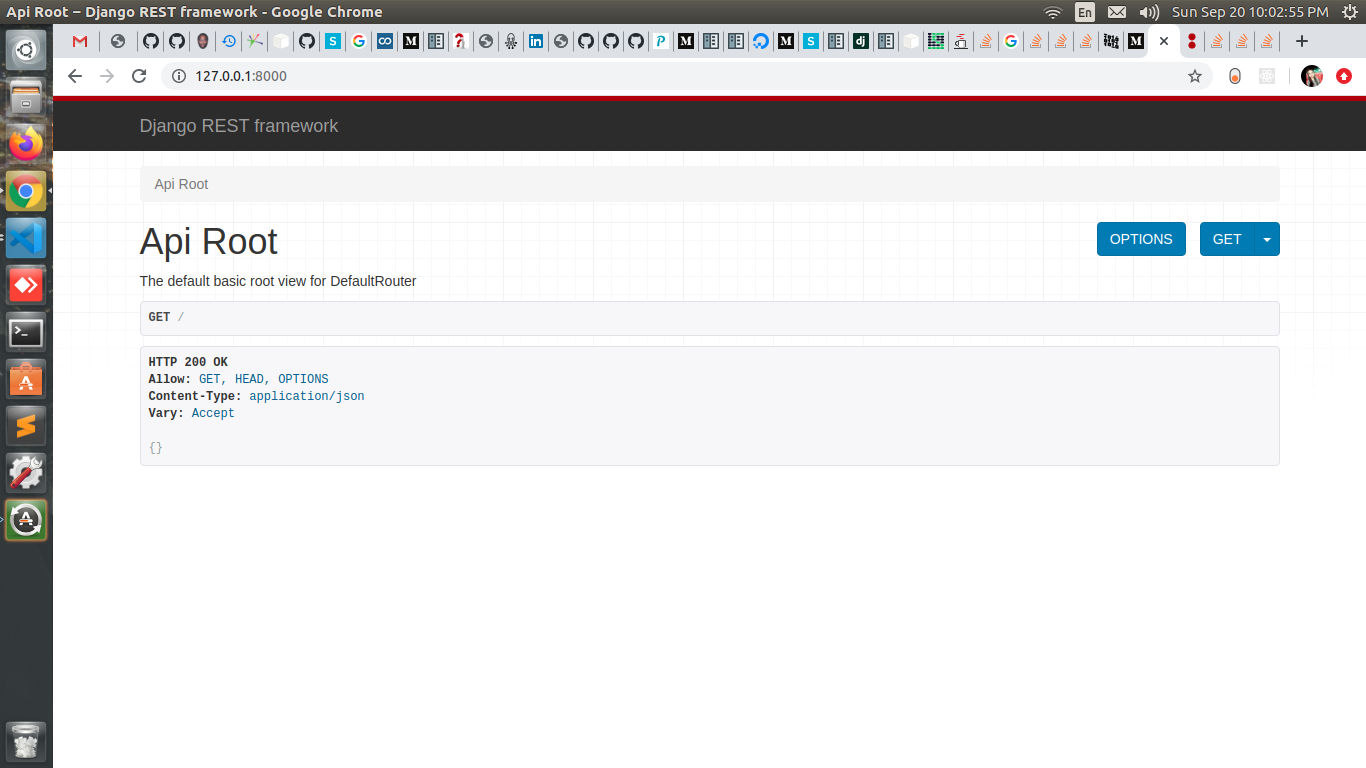 Api Root – Django REST framework - Google Chrome
En
Sun Sep 20 10:02:55 PM
127.0.0.1:8000
Django REST framework
Api Root
Api Root
OPTIONS
GET
The default basic root view for DefaultRouter
GET /
HTTP 200 OK
Allow: GET, HEAD, OPTIONS
Content-Type: application/json
Vary: Accept
{}